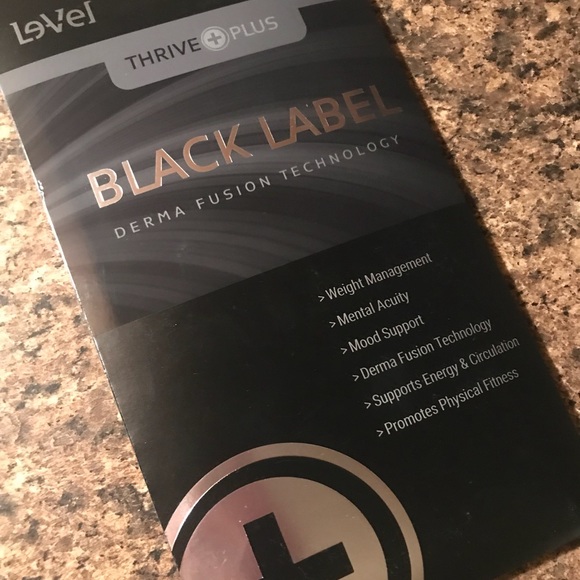 LeVel
THRIVE + PLUS
BLACK LABEL
DERMA FUSION TECHNOLOGY
> Weight Management
> Mental Acuity
> Mood Support
> Derma Fusion Technology
> Supports Energy & Circulation
> Promotes Physical Fitness